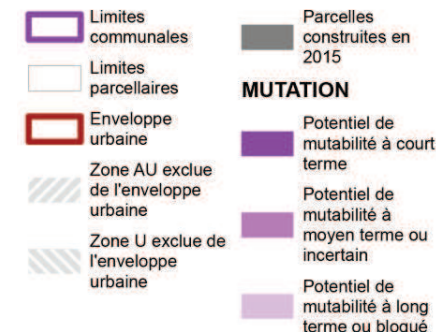 Limites
communales
Limites
parcellaires
Enveloppe
urbaine
Zone AU exclue
de l'enveloppe
urbaine
Zone U exclue de
l'enveloppe
urbaine
Parcelles
construites en
2015
MUTATION
Potentiel de
mutabilité à court
terme
Potentiel de
mutabilité à
moyen terme ou
incertain
Potentiel de
mutabilité à long
terme ou bloqué